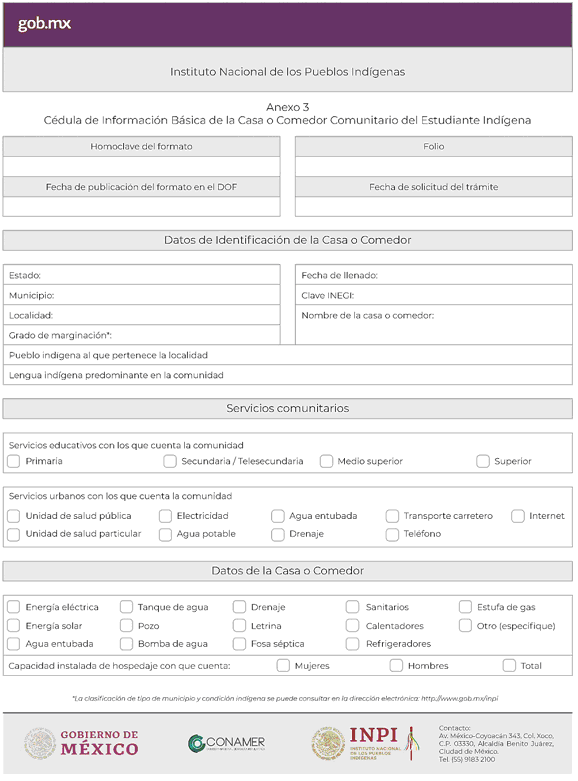 gob.mx
Instituto Nacional de los Pueblos Indígenas
Anexo 3
Cédula de Información Básica de la Casa o Comedor Comunitario del Estudiante Indígena
Homoclave del formato
Folio
Fecha de publicación del formato en el DOF
Fecha de solicitud del trámite
Datos de Identificación de la Casa o Comedor
Estado:
Fecha de llenado:
Municipio:
Clave INEGI:
Localidad:
Nombre de la casa o comedor:
Grado de marginación*:
Pueblo indígena al que pertenece la localidad
Lengua indígena predominante en la comunidad
Servicios comunitarios
Servicios educativos con los que cuenta la comunidad
Primaria Secundaria / Telesecundaria Medio superior Superior
Servicios urbanos con los que cuenta la comunidad
Unidad de salud pública Electricidad Agua entubada Transporte carretero Internet
Unidad de salud particular Agua potable Drenaje Teléfono
Datos de la Casa o Comedor
Energía eléctrica Tanque de agua Drenaje Sanitarios Estufa de gas
Energía solar Pozo Letrina Calentadores Otro (especifique)
Agua entubada Bomba de agua Fosa séptica Refrigeradores
Capacidad instalada de hospedaje con que cuenta: Mujeres Hombres Total
*La clasificación de tipo de municipio y condición indígena se puede consultar en la dirección electrónica: http://www.gob.mx/inpi
GOBIERNO DE
MÉXICO
CONAMER
INPI
INSTITUTO NACIONAL
DE LOS PUEBLOS
INDÍGENAS
Contacto:
Av. México-Coyoacán 343, Col, Xoco,
C.P. 03330, Alcaldía Benito Juárez,
Ciudad de México.
Tel. (55) 9183 2100